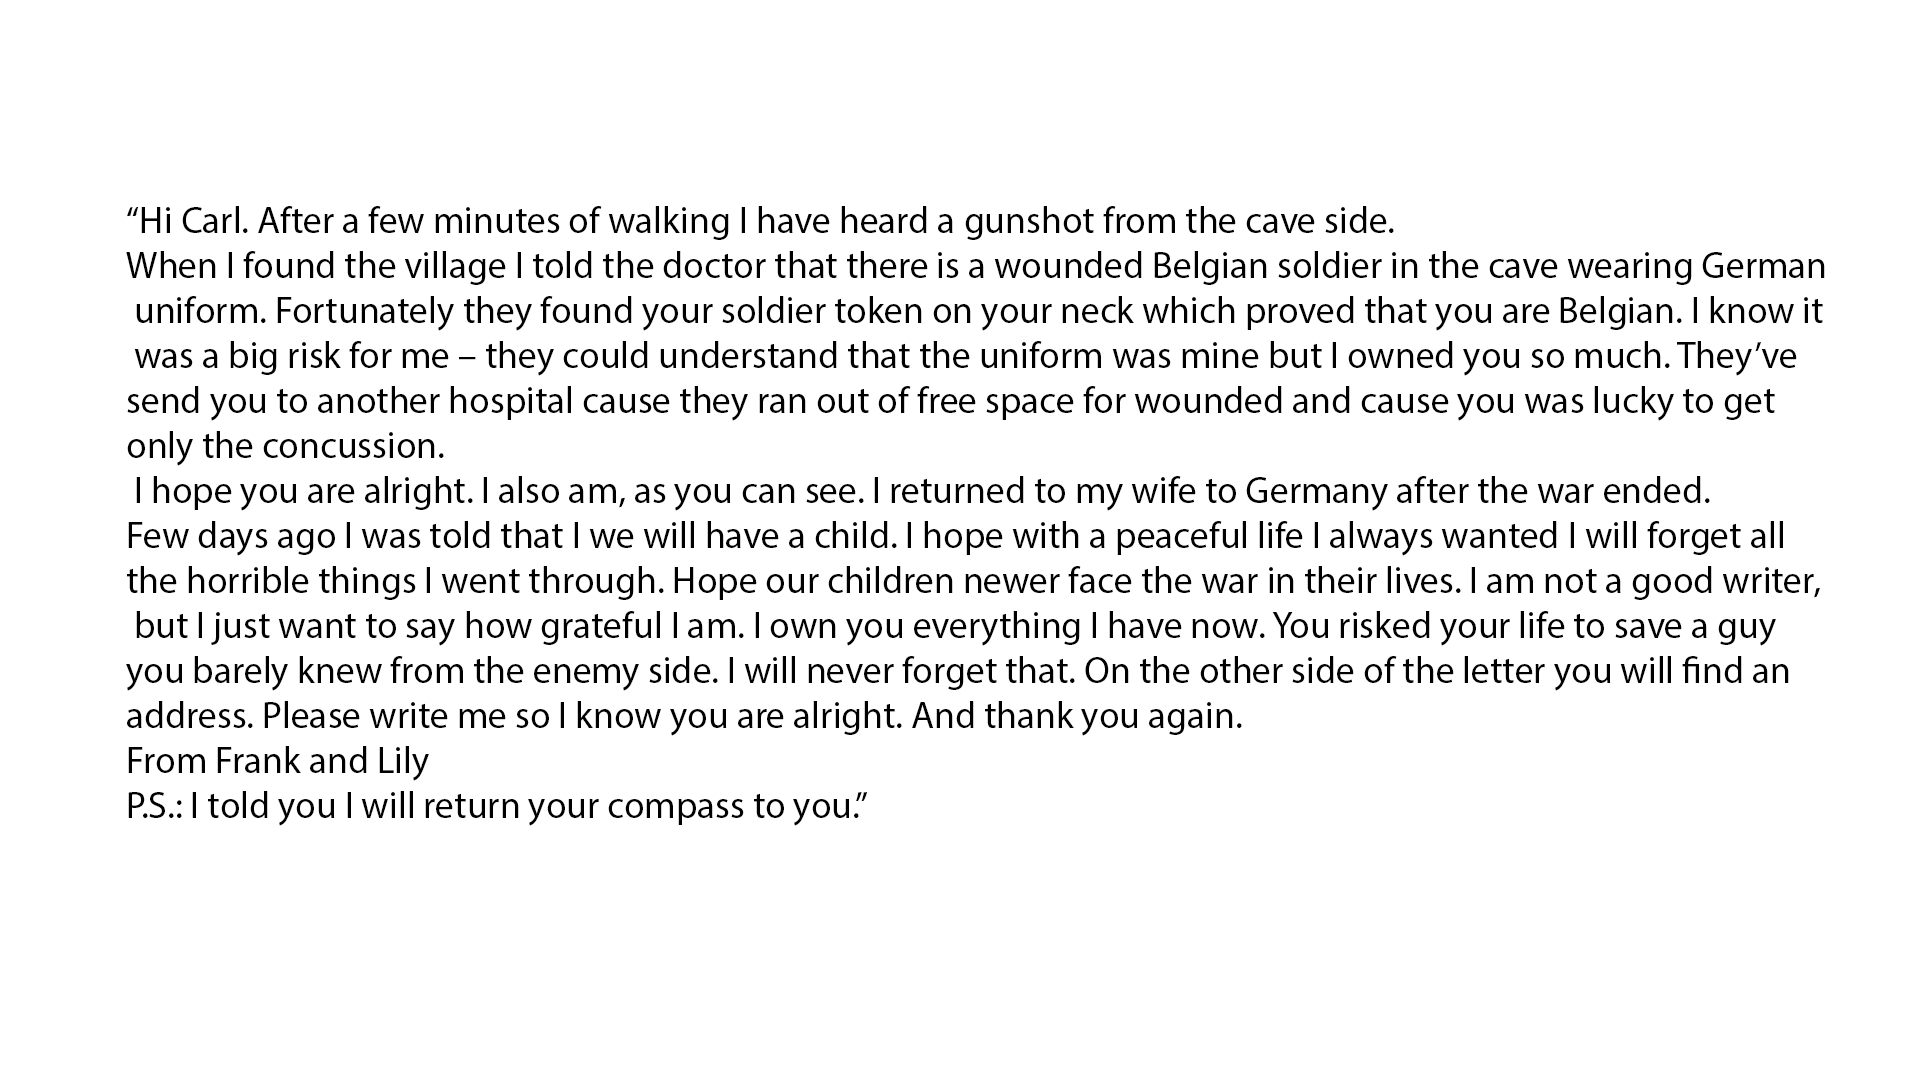 “Hi Carl. After a few minutes of walking I have heard a gunshot from the cave side.
When I found the village I told the doctor that there is a wounded Belgian soldier in the cave wearing German
uniform. Fortunately they found your soldier token on your neck which proved that you are Belgian. I know it
was a big risk for me – they could understand that the uniform was mine but I owned you so much. They’ve
send you to another hospital cause they ran out of free space for wounded and cause you was lucky to get
only the concussion.
I hope you are alright. I also am, as you can see. I returned to my wife to Germany after the war ended.
Few days ago I was told that I we will have a child. I hope with a peaceful life I always wanted I will forget all
the horrible things I went through. Hope our children newer face the war in their lives. I am not a good writer,
but I just want to say how grateful I am. I own you everything I have now. You risked your life to save a guy
you barely knew from the enemy side. I will never forget that. On the other side of the letter you will find an
address. Please write me so I know you are alright. And thank you again.
From Frank and Lily
P.S.: I told you I will return your compass to you.”